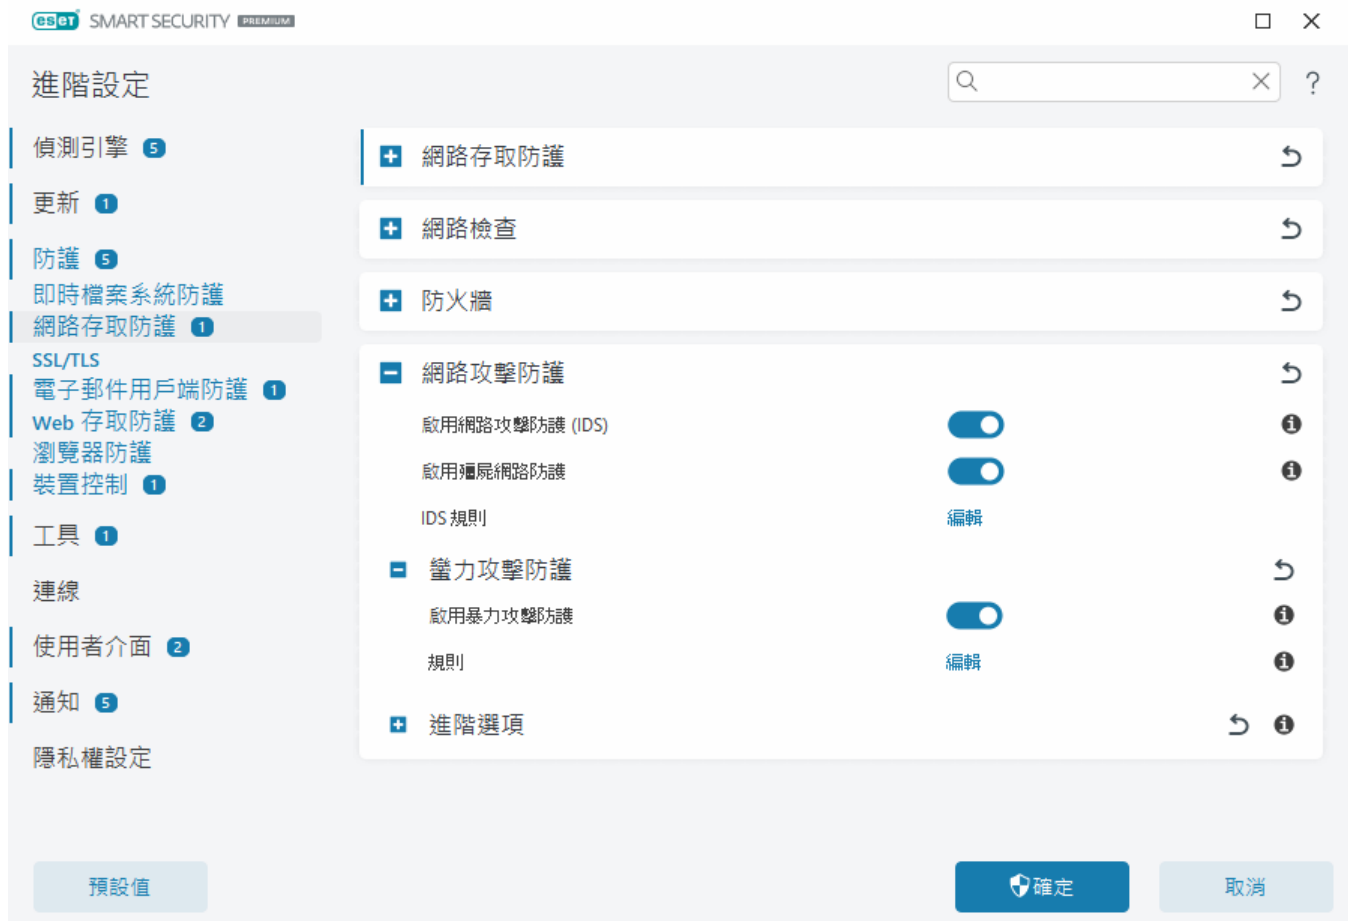 eset SMART SECURITY PREMIUM
進階設定
?
偵測引擎 5
更新 1
防護 5
即時檔案系統防護
網路存取防護 1
SSL/TLS
電子郵件用戶端防護 1
Web 存取防護 2
瀏覽器防護
裝置控制 1
工具 1
連線
使用者介面 2
通知 5
隱私權設定
網路存取防護
網路檢查
防火牆
網路攻擊防護
啟用網路攻擊防護 (IDS)
啟用殭屍網路防護
IDS 規則 編輯
蠻力攻擊防護
啟用暴力攻擊防護
規則 編輯
進階選項
預設值
確定
取消